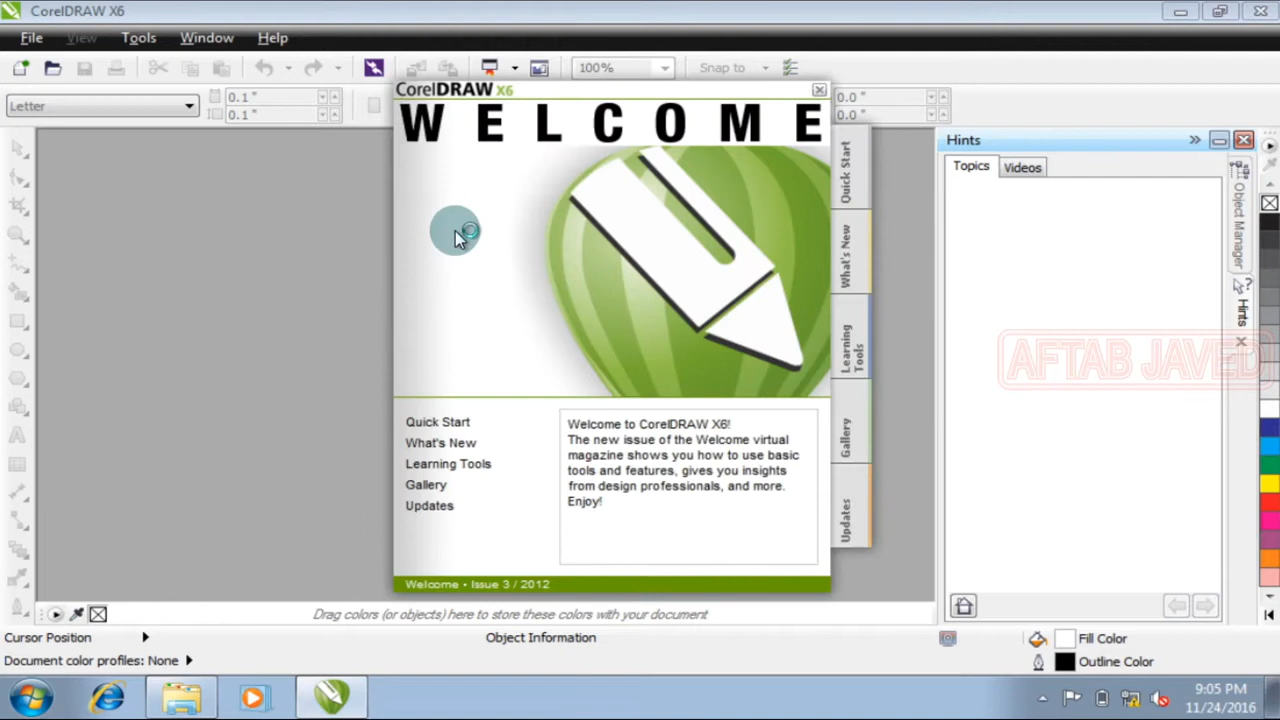 CorelDRAW X6
File View Tools Window Help
100% Snap to
Letter
0.1 "
0.1 "
0.0 "
0.0 "
CorelDRAW X6
WELCOME
Quick Start
What's New
Learning Tools
Gallery
Updates
Quick Start
What's New
Learning Tools
Gallery
Updates
Welcome to CorelDRAW X6!
The new issue of the Welcome virtual
magazine shows you how to use basic
tools and features, gives you insights
from design professionals, and more.
Enjoy!
Welcome • Issue 3 / 2012
Hints
Topics Videos
Object Manager
Hints
AFTAB JAVED
Drag colors (or objects) here to store these colors with your document
Cursor Position
Object Information
Fill Color
Document color profiles: None
Outline Color
9:05 PM
11/24/2016